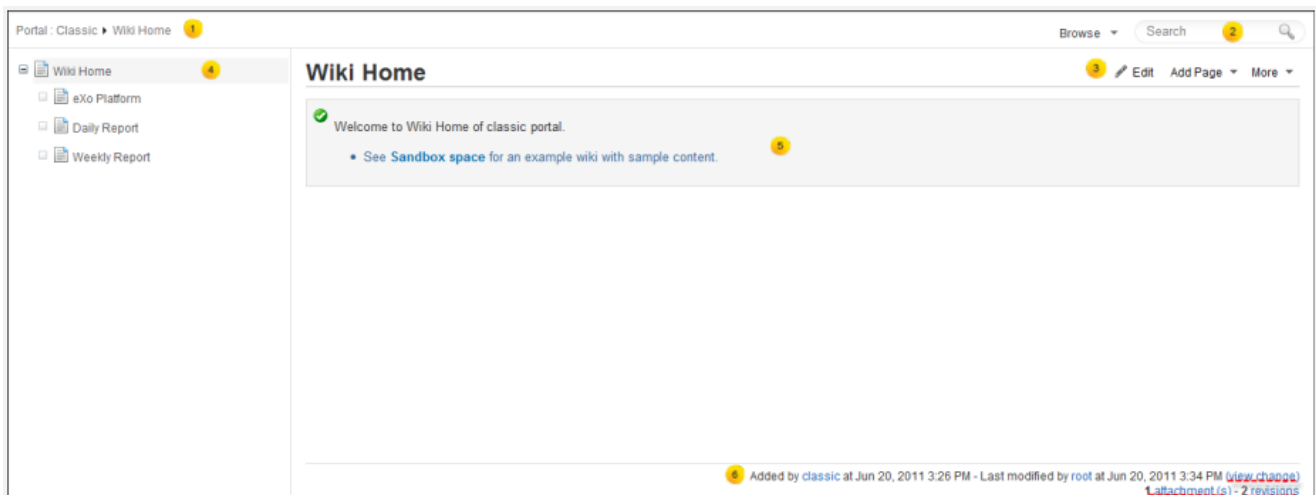 Portal : Classic ▸ Wiki Home 1
Browse Search 2
Wiki Home 4
eXo Platform
Daily Report
Weekly Report
Wiki Home
3 Edit Add Page More
Welcome to Wiki Home of classic portal.
• See Sandbox space for an example wiki with sample content.
5
6 Added by classic at Jun 20, 2011 3:26 PM - Last modified by root at Jun 20, 2011 3:34 PM (view change)
1 attachment(s) - 2 revisions